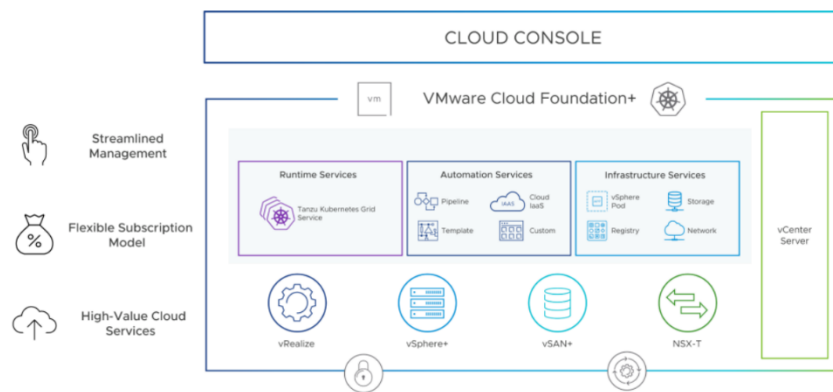 CLOUD CONSOLE
vm
VMware Cloud Foundation+
Streamlined
Management
Flexible Subscription
Model
High-Value Cloud
Services
Runtime Services
Tanzu Kubernetes Grid
Service
Automation Services
Pipeline
IAAS
Cloud
IaaS
Template
Custom
Infrastructure Services
vSphere
Pod
Storage
Registry
Network
vCenter
Server
vRealize
vSphere+
vSAN+
NSX-T